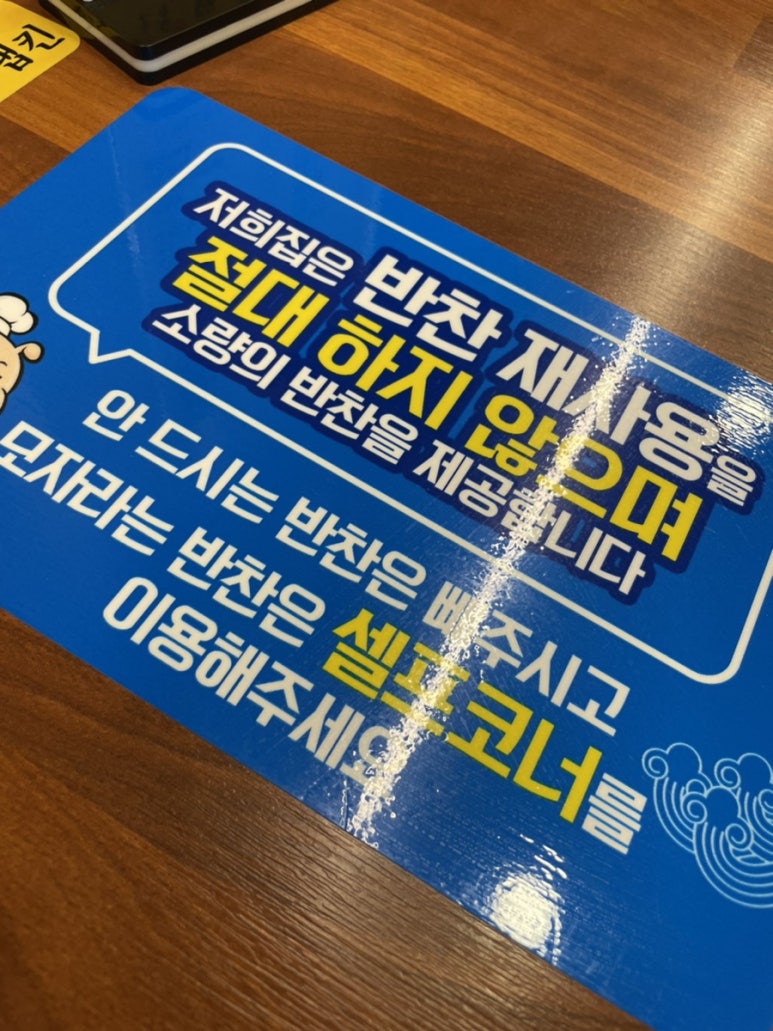 냅킨
저희집은 반찬 재사용을
절대 하지 않으며
소량의 반찬을 제공합니다
안 드시는 반찬은 빼주시고
모자라는 반찬은 셀프코너를
이용해주세요